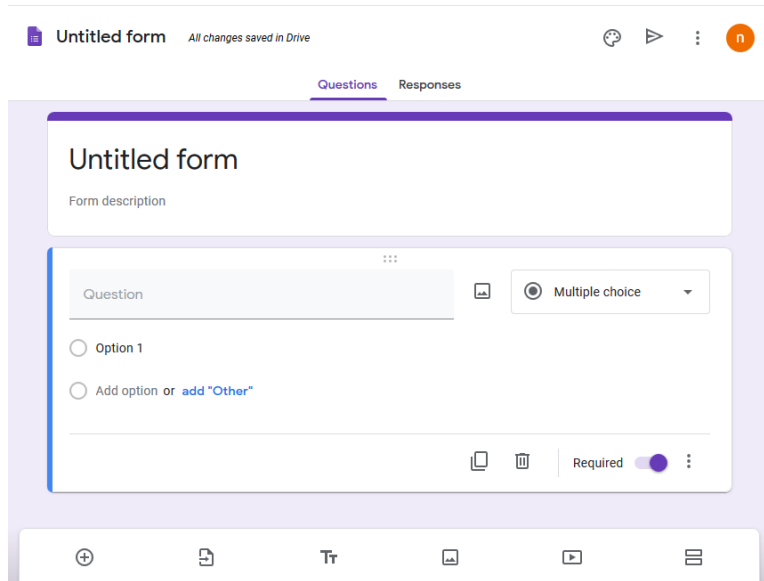 Untitled form All changes saved in Drive n
Questions Responses
Untitled form
Form description
Question Multiple choice
Option 1
Add option or add "Other"
Required
Tт